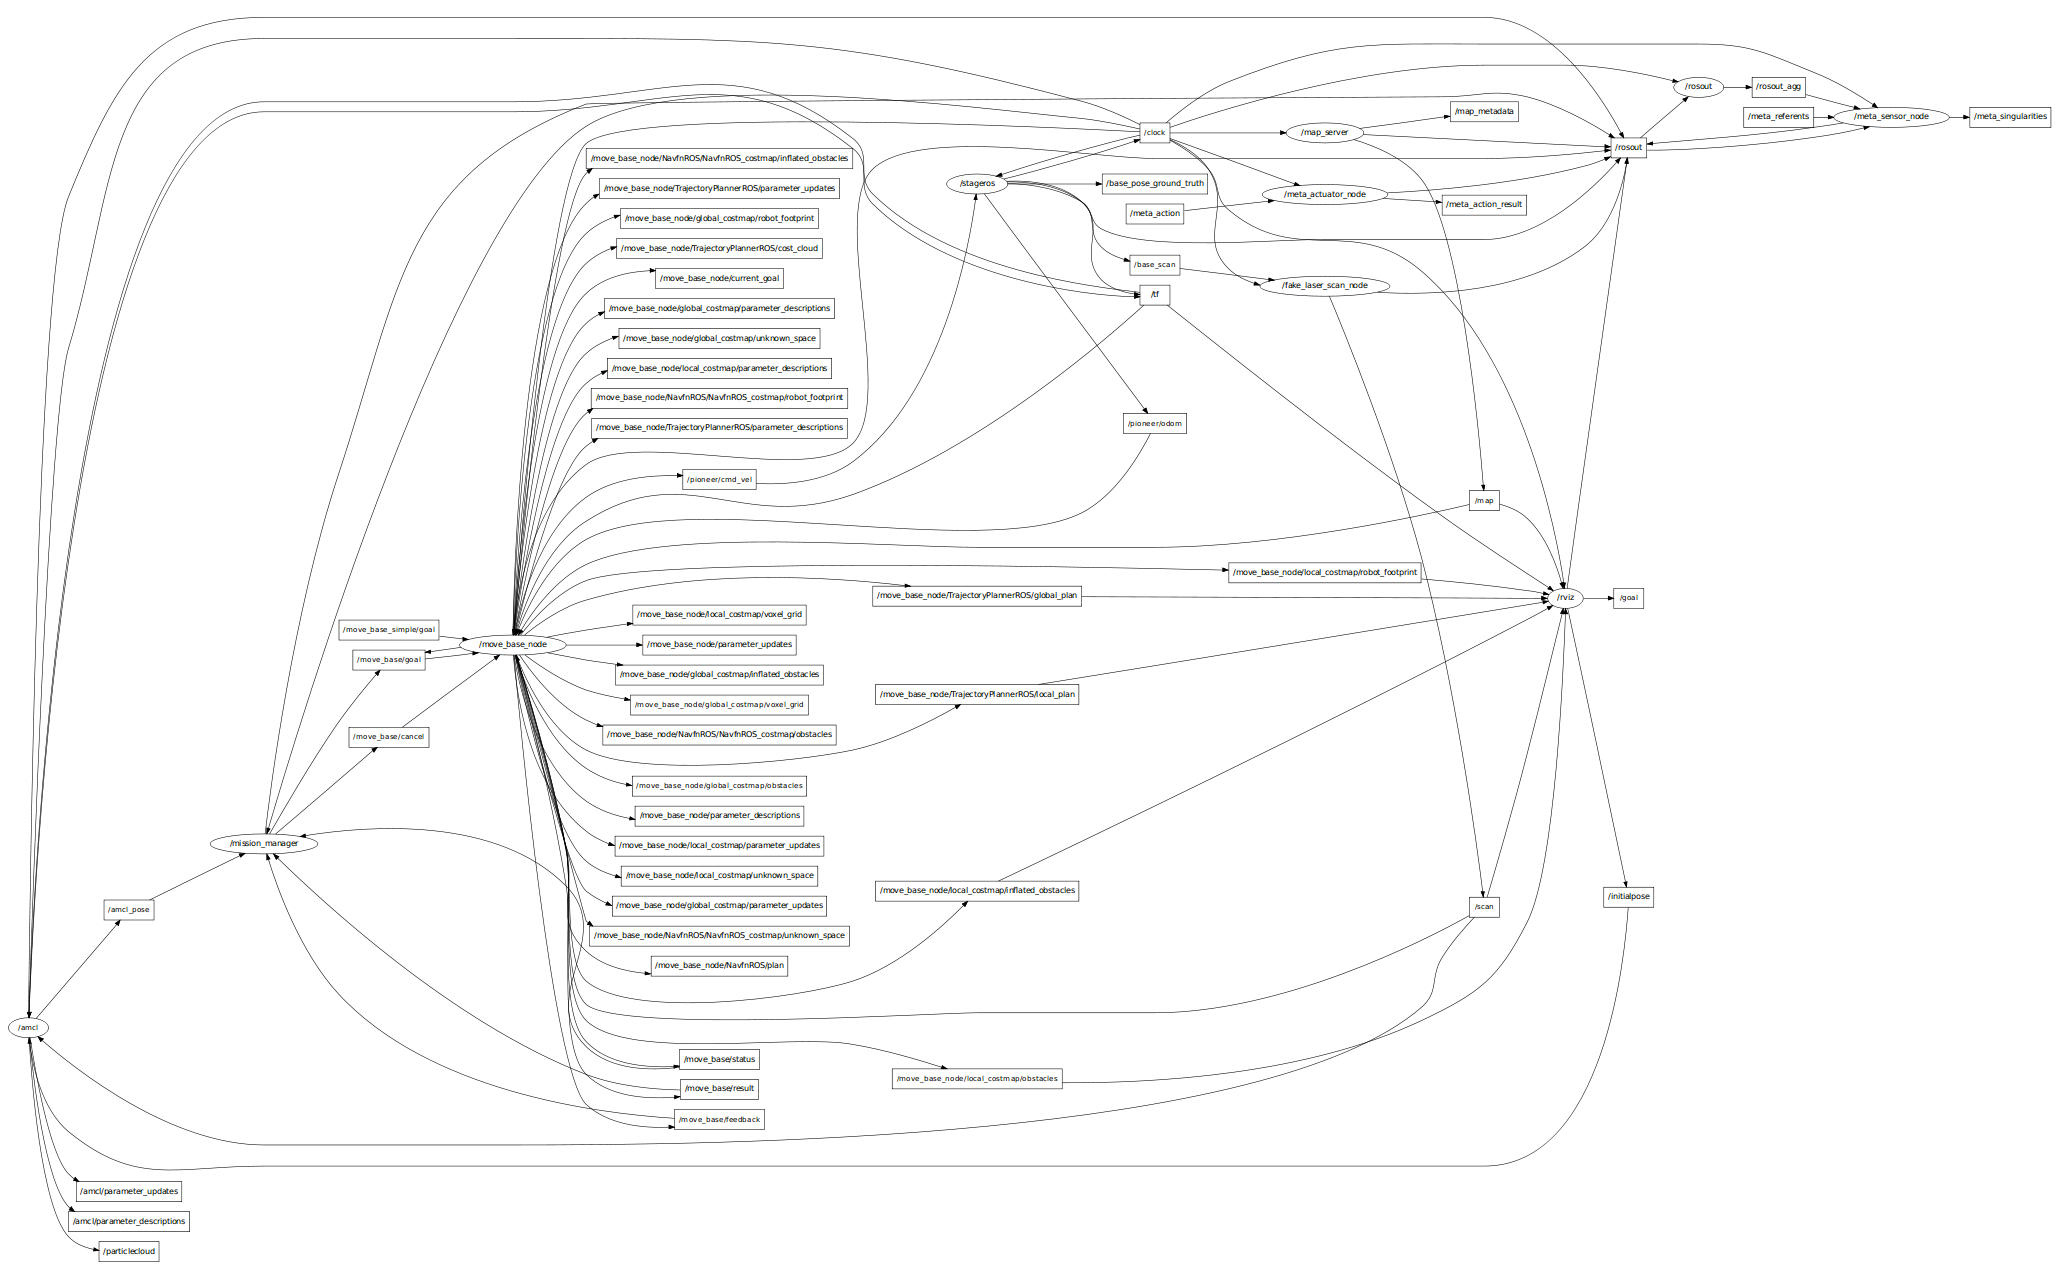 /rosout
/rosout_agg
/map_metadata
/meta_referents
/meta_sensor_node
/meta_singularities
/clock
/map_server
/rosout
/move_base_node/NavfnROS/NavfnROS_costmap/inflated_obstacles
/stageros
/base_pose_ground_truth
/move_base_node/TrajectoryPlannerROS/parameter_updates
/meta_actuator_node
/meta_action_result
/meta_action
/move_base_node/global_costmap/robot_footprint
/move_base_node/TrajectoryPlannerROS/cost_cloud
/base_scan
/move_base_node/current_goal
/fake_laser_scan_node
/tf
/move_base_node/global_costmap/parameter_descriptions
/move_base_node/global_costmap/unknown_space
/move_base_node/local_costmap/parameter_descriptions
/move_base_node/NavfnROS/NavfnROS_costmap/robot_footprint
/move_base_node/TrajectoryPlannerROS/parameter_descriptions
/pioneer/odom
/pioneer/cmd_vel
/map
/move_base_node/local_costmap/robot_footprint
/move_base_node/TrajectoryPlannerROS/global_plan
/rviz
/goal
/move_base_node/local_costmap/voxel_grid
/move_base_simple/goal
/move_base_node
/move_base_node/parameter_updates
/move_base/goal
/move_base_node/global_costmap/inflated_obstacles
/move_base_node/TrajectoryPlannerROS/local_plan
/move_base_node/global_costmap/voxel_grid
/move_base/cancel
/move_base_node/NavfnROS/NavfnROS_costmap/obstacles
/move_base_node/global_costmap/obstacles
/move_base_node/parameter_descriptions
/mission_manager
/move_base_node/local_costmap/parameter_updates
/move_base_node/local_costmap/unknown_space
/move_base_node/local_costmap/inflated_obstacles
/initialpose
/amcl_pose
/move_base_node/global_costmap/parameter_updates
/scan
/move_base_node/NavfnROS/NavfnROS_costmap/unknown_space
/move_base_node/NavfnROS/plan
/amcl
/move_base/status
/move_base_node/local_costmap/obstacles
/move_base/result
/move_base/feedback
/amcl/parameter_updates
/amcl/parameter_descriptions
/particlecloud